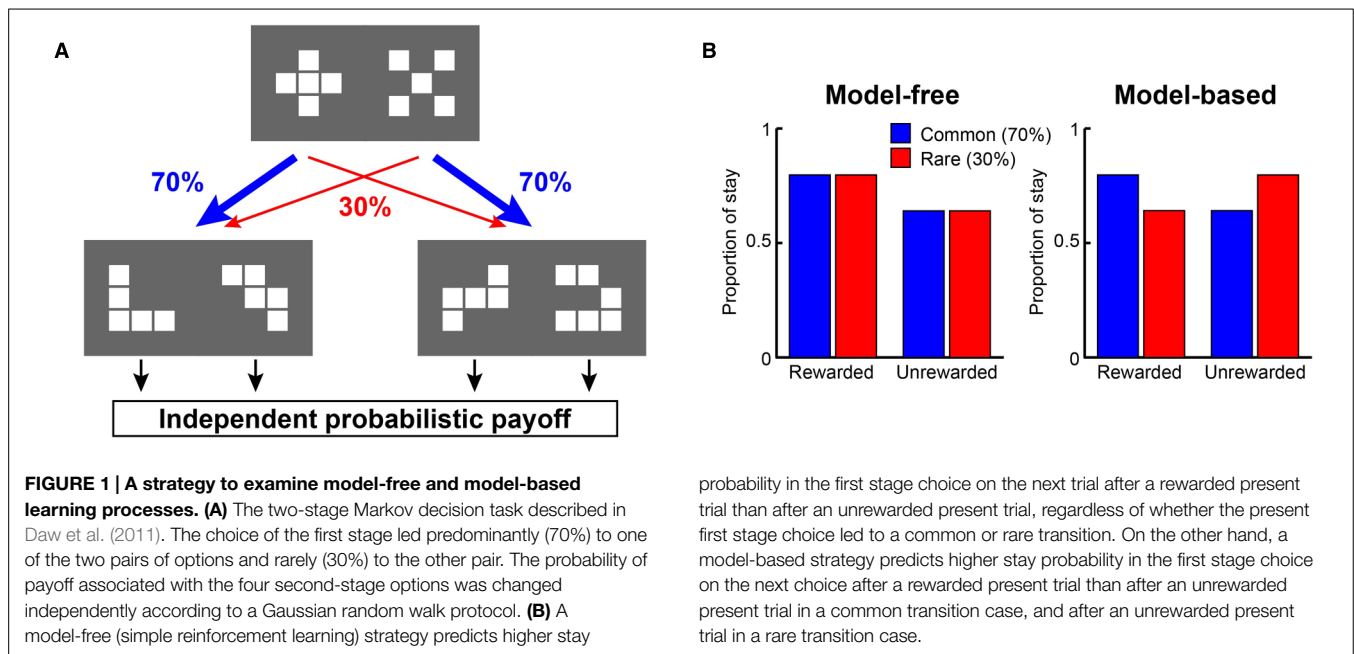 A
70%
70%
30%
Independent probabilistic payoff
B
Model-free
Model-based
Common (70%)
Rare (30%)
Proportion of stay
1
0.5
0
Rewarded
Unrewarded
Proportion of stay
1
0.5
0
Rewarded
Unrewarded
FIGURE 1 | A strategy to examine model-free and model-based
learning processes. (A) The two-stage Markov decision task described in
Daw et al. (2011). The choice of the first stage led predominantly (70%) to one
of the two pairs of options and rarely (30%) to the other pair. The probability of
payoff associated with the four second-stage options was changed
independently according to a Gaussian random walk protocol. (B) A
model-free (simple reinforcement learning) strategy predicts higher stay
probability in the first stage choice on the next trial after a rewarded present
trial than after an unrewarded present trial, regardless of whether the present
first stage choice led to a common or rare transition. On the other hand, a
model-based strategy predicts higher stay probability in the first stage choice
on the next choice after a rewarded present trial than after an unrewarded
present trial in a common transition case, and after an unrewarded present
trial in a rare transition case.